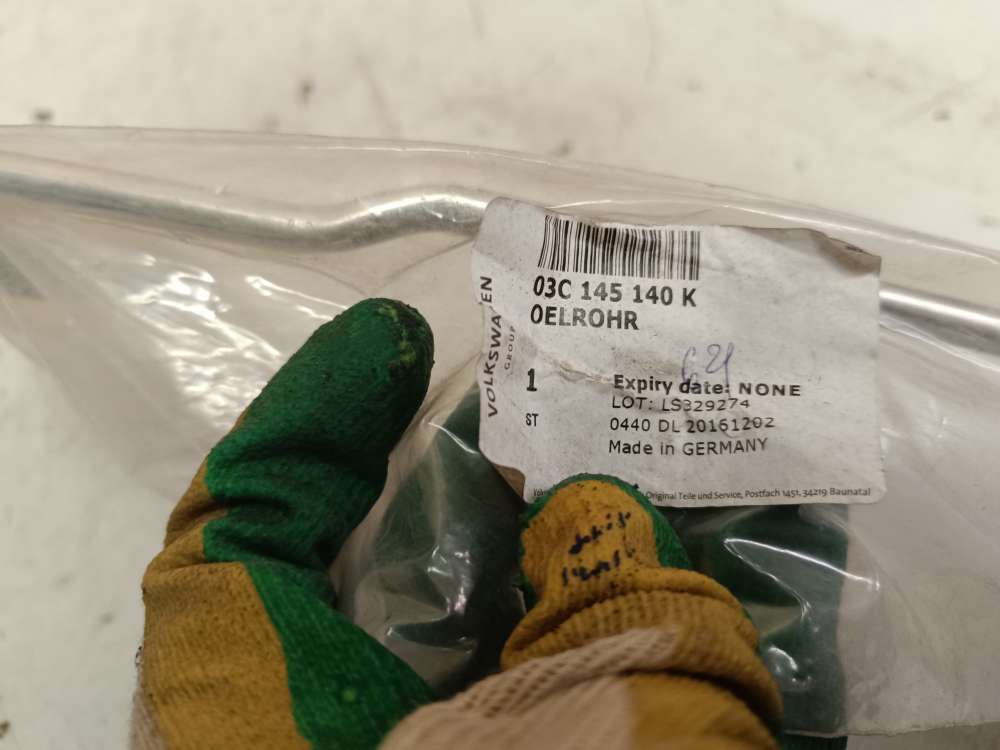 03C 145 140 K
OELROHR
VOLKSWAGEN
GROUP
1
ST
Expiry date: NONE
LOT: LS329274
0440 DL 20161202
Made in GERMANY
Original Teile und Service, Postfach 1451, 34219 Baunatal